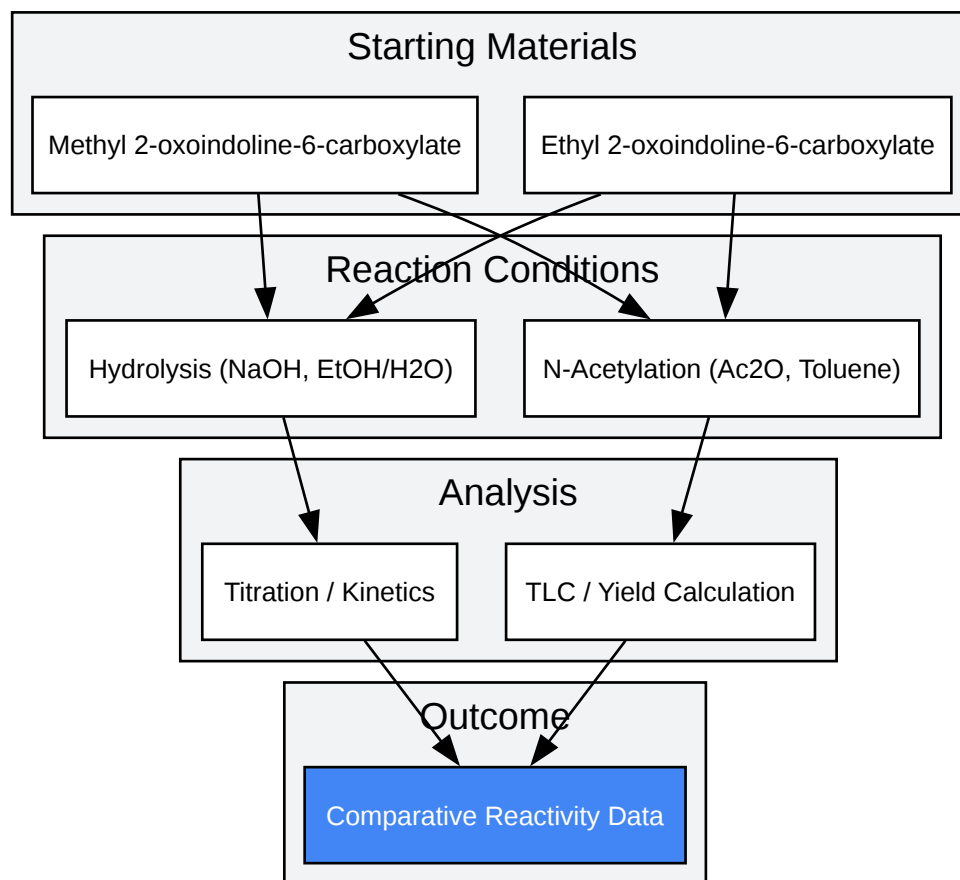 Starting Materials
Methyl 2-oxoindoline-6-carboxylate
Ethyl 2-oxoindoline-6-carboxylate
Reaction Conditions
Hydrolysis (NaOH, EtOH/H2O)
N-Acetylation (Ac2O, Toluene)
Analysis
Titration / Kinetics
TLC / Yield Calculation
Outcome
Comparative Reactivity Data